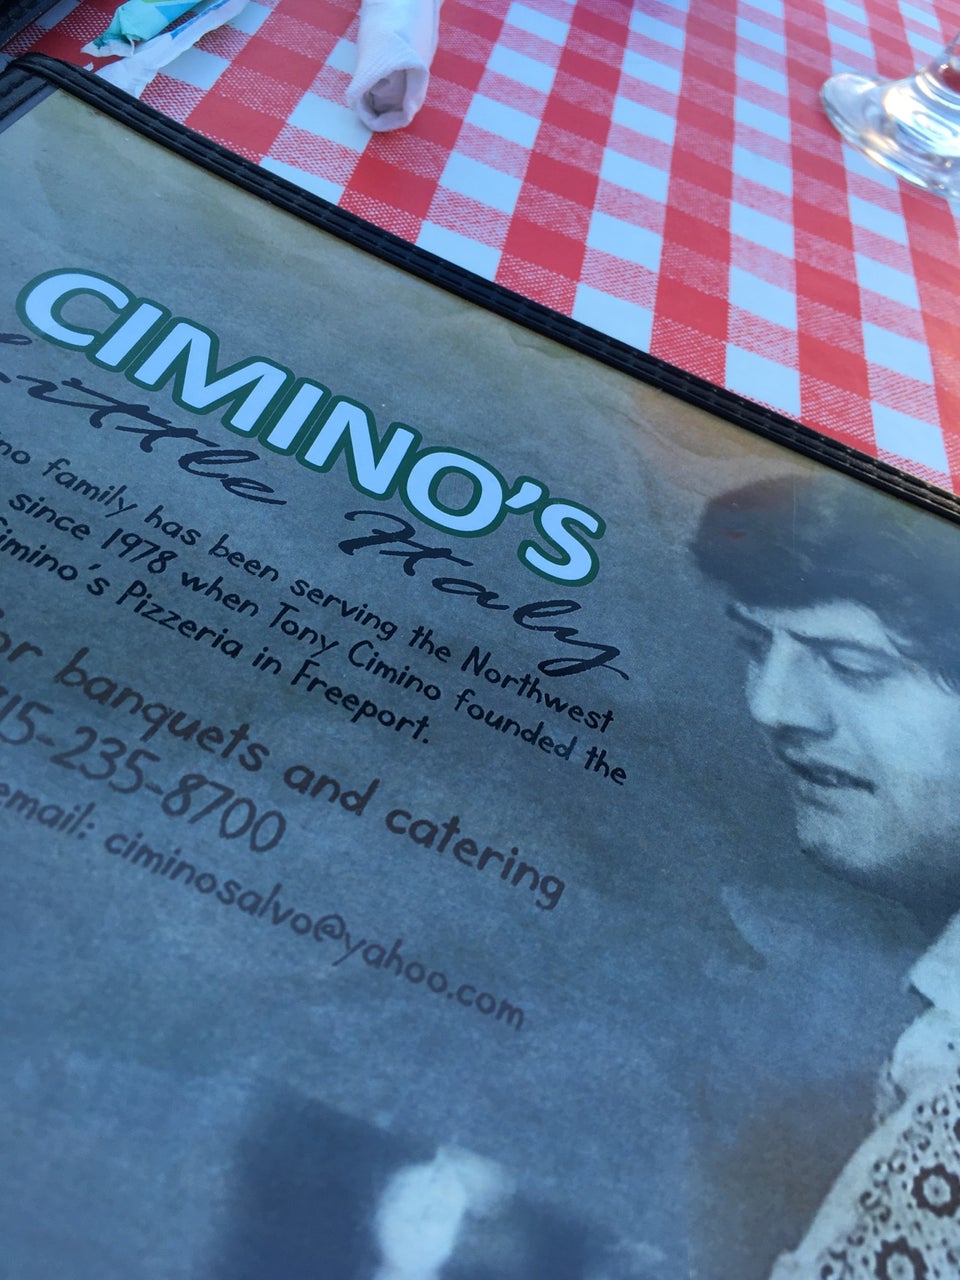 CIMINO'S
Little Italy
no family has been serving the Northwest
since 1978 when Tony Cimino founded the
Cimino's Pizzeria in Freeport.
or banquets and catering
15-235-8700
email: ciminosalvo@yahoo.com